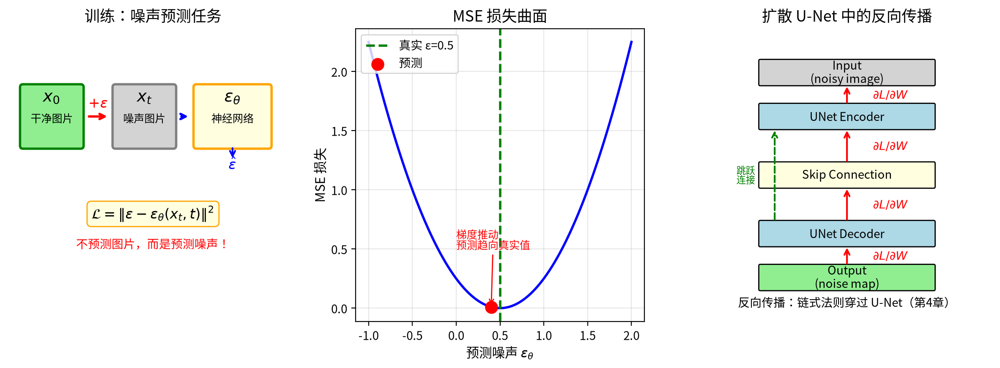 训练：噪声预测任务
x₀
干净图片
+ε
x_t
噪声图片
ε_θ
神经网络
ε̂
ℒ = ‖ε − ε_θ(x_t, t)‖²
不预测图片，而是预测噪声！
MSE 损失曲面
真实 ε=0.5
预测
MSE 损失
2.0
1.5
1.0
0.5
0.0
梯度推动
预测趋向真实值
-1.0
-0.5
0.0
0.5
1.0
1.5
2.0
预测噪声 ε_θ
扩散 U-Net 中的反向传播
Input
(noisy image)
∂L/∂W
UNet Encoder
∂L/∂W
跳跃
连接
Skip Connection
∂L/∂W
UNet Decoder
∂L/∂W
Output
(noise map)
反向传播：链式法则穿过 U-Net（第4章）